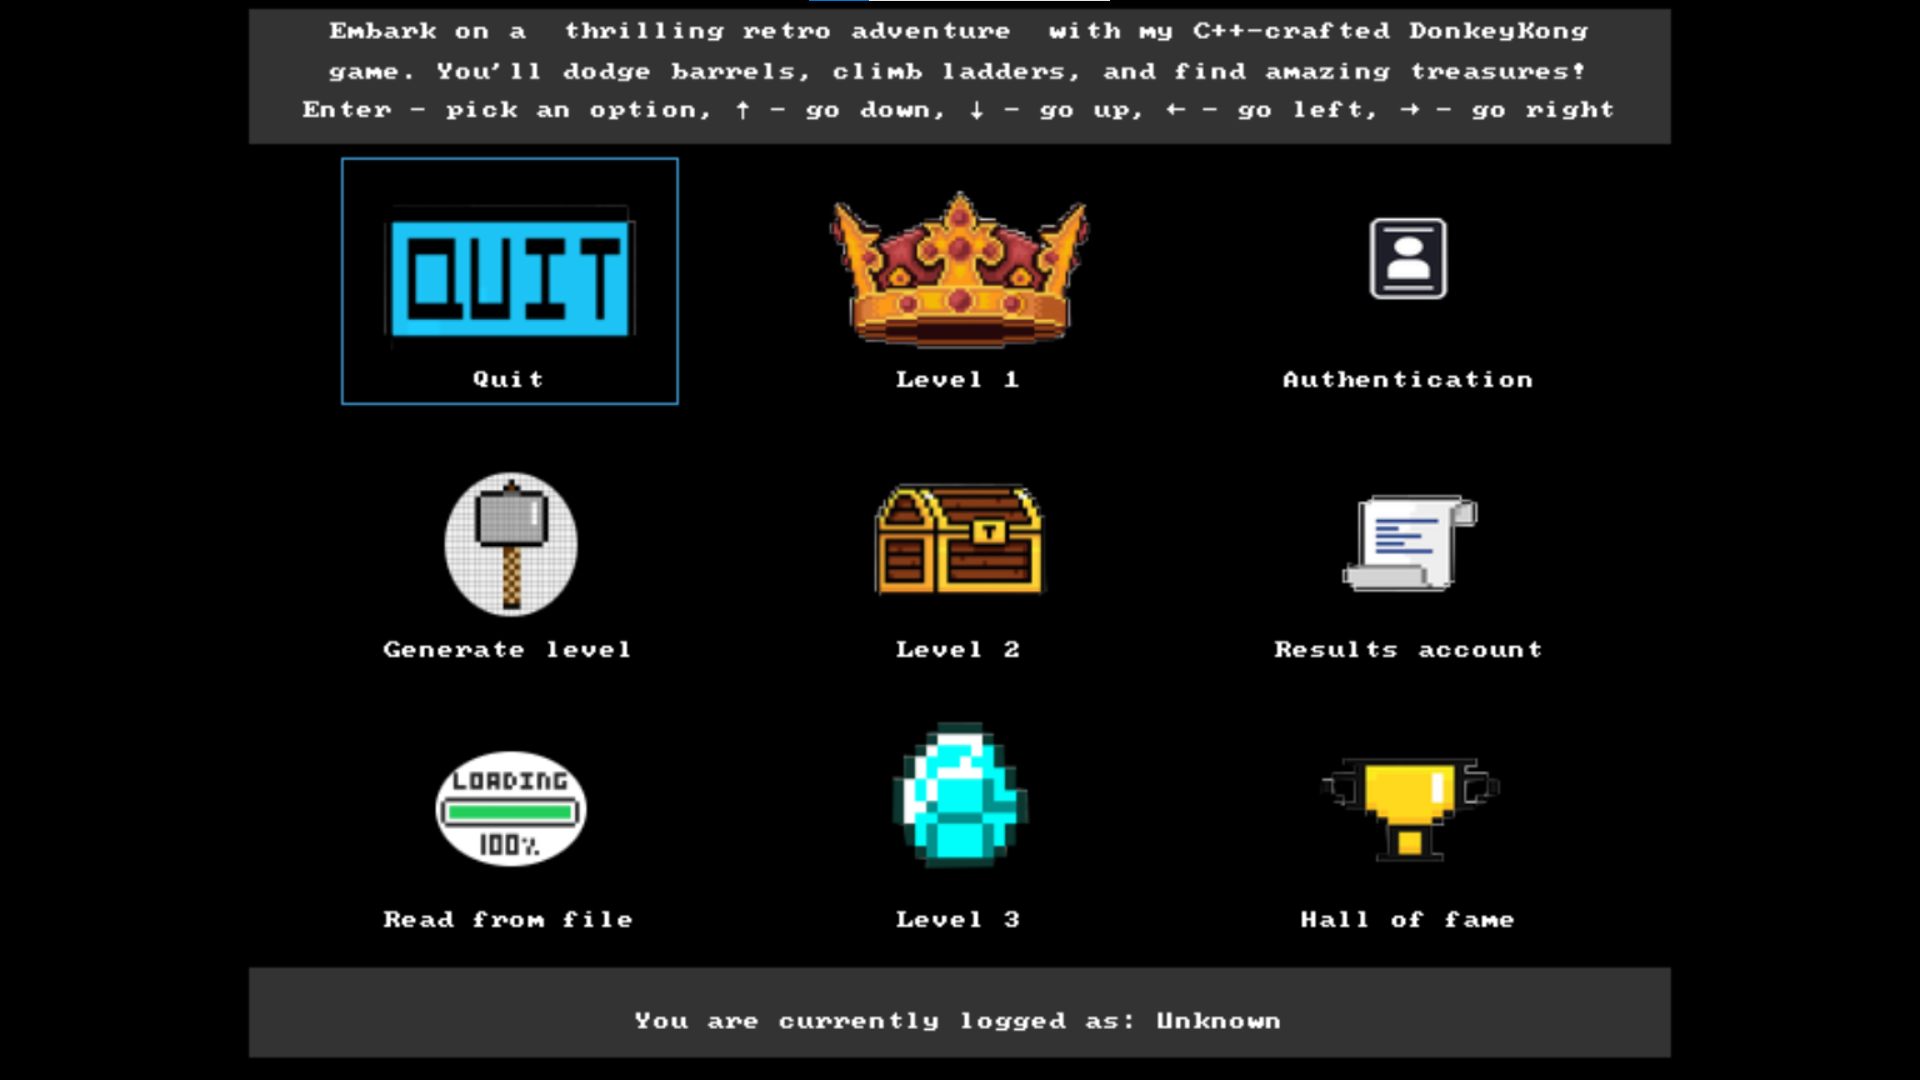 Embark on a  thrilling retro adventure  with my C++-crafted DonkeyKong
game. You'll dodge barrels, climb ladders, and find amazing treasures!
Enter - pick an option, ↑ - go down, ↓ - go up, ← - go left, → - go right
QUIT
Quit
Level 1
Authentication
Generate level
Level 2
Results account
LOADING
100%
Read from file
Level 3
Hall of fame
You are currently logged as: Unknown